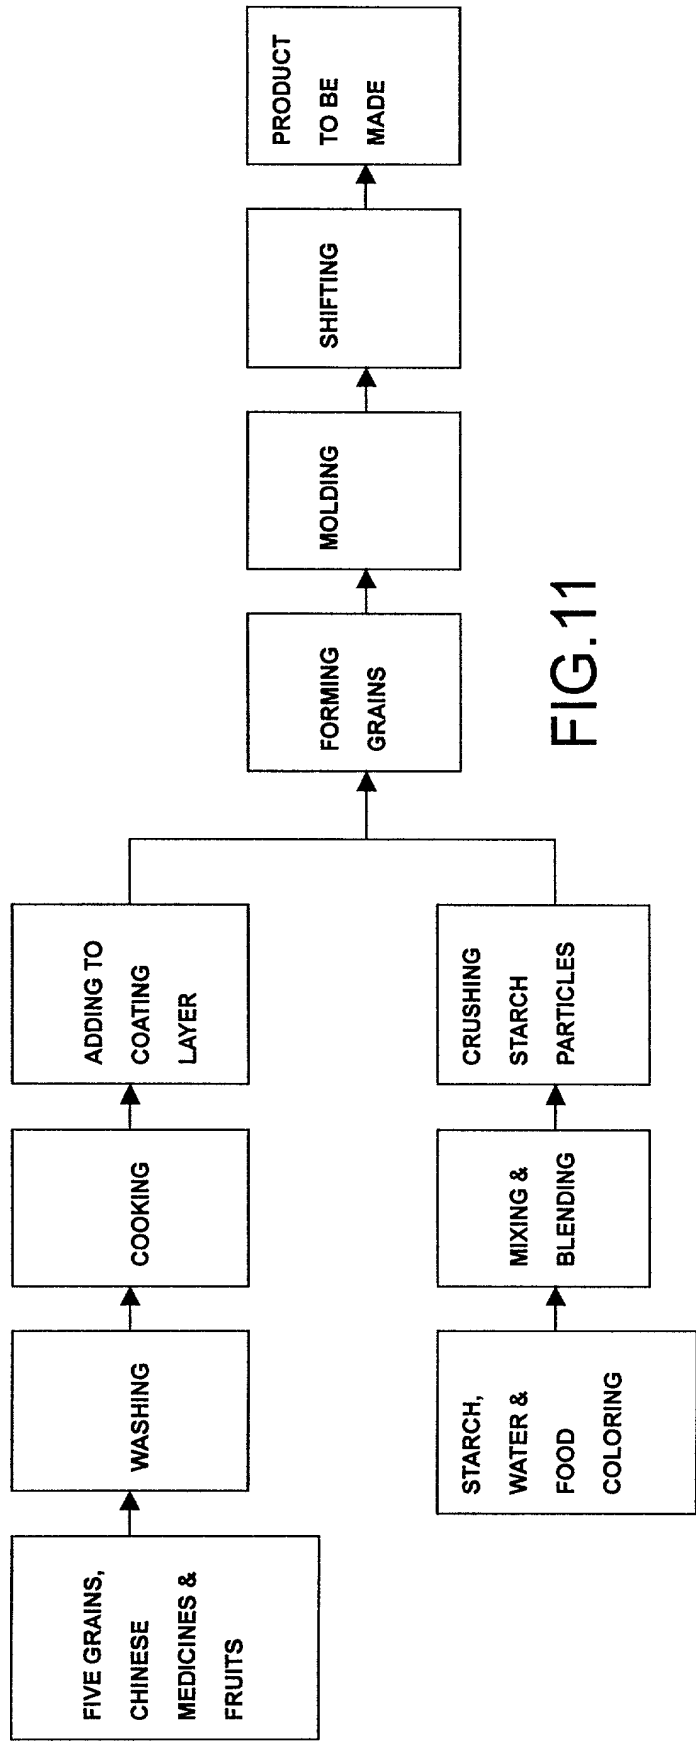 FIVE GRAINS,
CHINESE
MEDICINES &
FRUITS
WASHING
COOKING
ADDING TO
COATING
LAYER
STARCH,
WATER &
FOOD
COLORING
MIXING &
BLENDING
CRUSHING
STARCH
PARTICLES
FORMING
GRAINS
MOLDING
SHIFTING
PRODUCT
TO BE
MADE
FIG.11